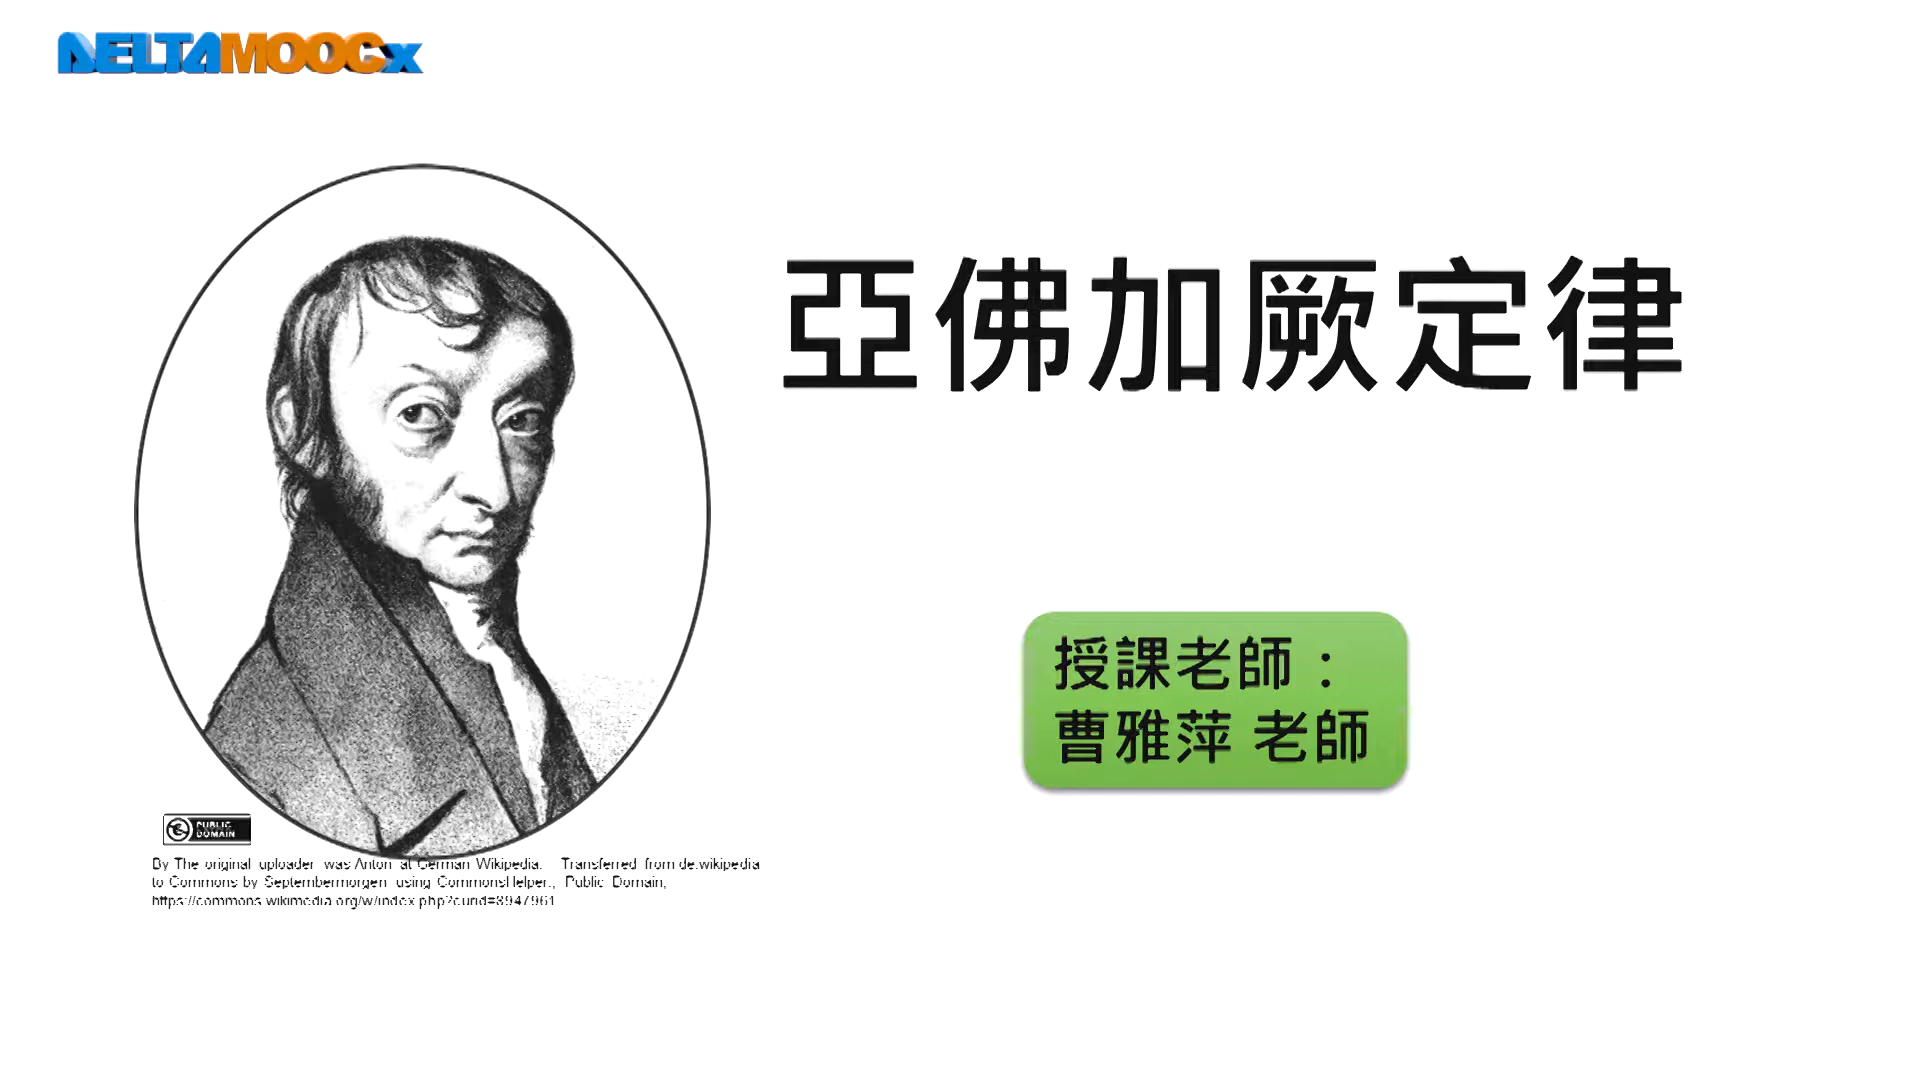 DELTAMOOCx
亞佛加厥定律
授課老師：
曹雅萍 老師
PUBLIC DOMAIN
By The original uploader was Anton at German Wikipedia. Transferred from de.wikipedia
to Commons by Septembermorgen using CommonsHelper., Public Domain,
https://commons.wikimedia.org/w/index.php?curid=3947961